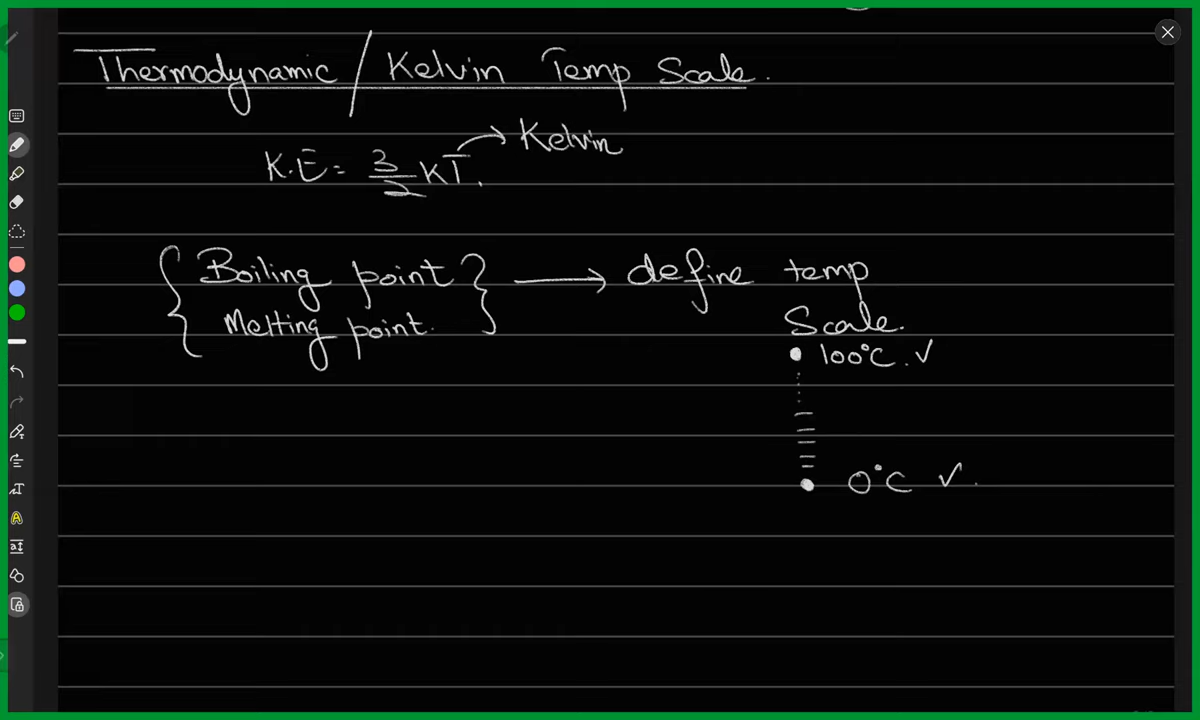 Thermodynamic / Kelvin Temp Scale.
K.E = 3/2 KT. → Kelvin
{ Boiling point } → define temp
Melting point.
Scale.
100°C. ✓
0°C ✓.